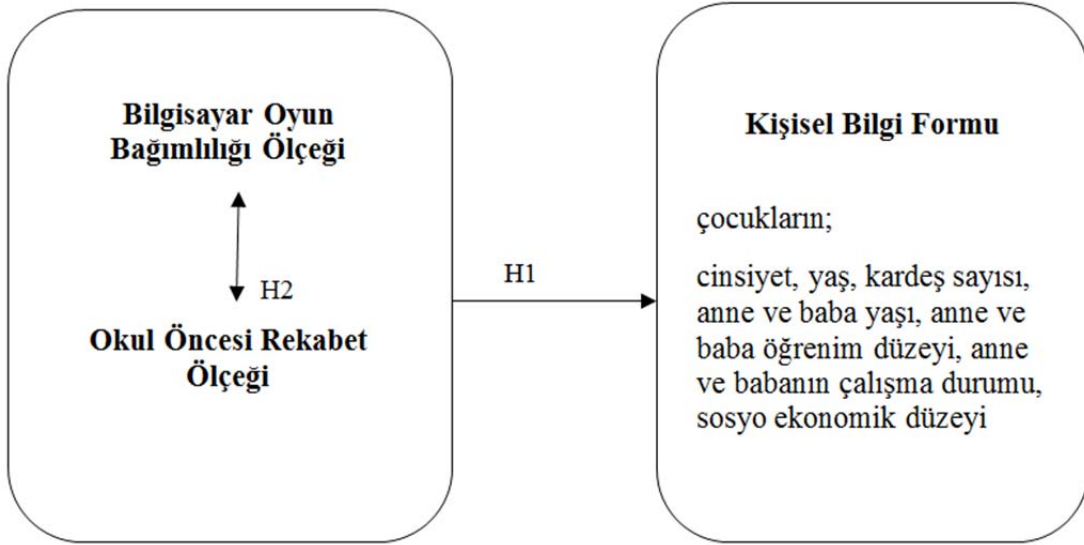 Bilgisayar Oyun
Bağımlılığı Ölçeği
H2
Okul Öncesi Rekabet
Ölçeği
H1
Kişisel Bilgi Formu
çocukların;
cinsiyet, yaş, kardeş sayısı,
anne ve baba yaşı, anne ve
baba öğrenim düzeyi, anne
ve babanın çalışma durumu,
sosyo ekonomik düzeyi